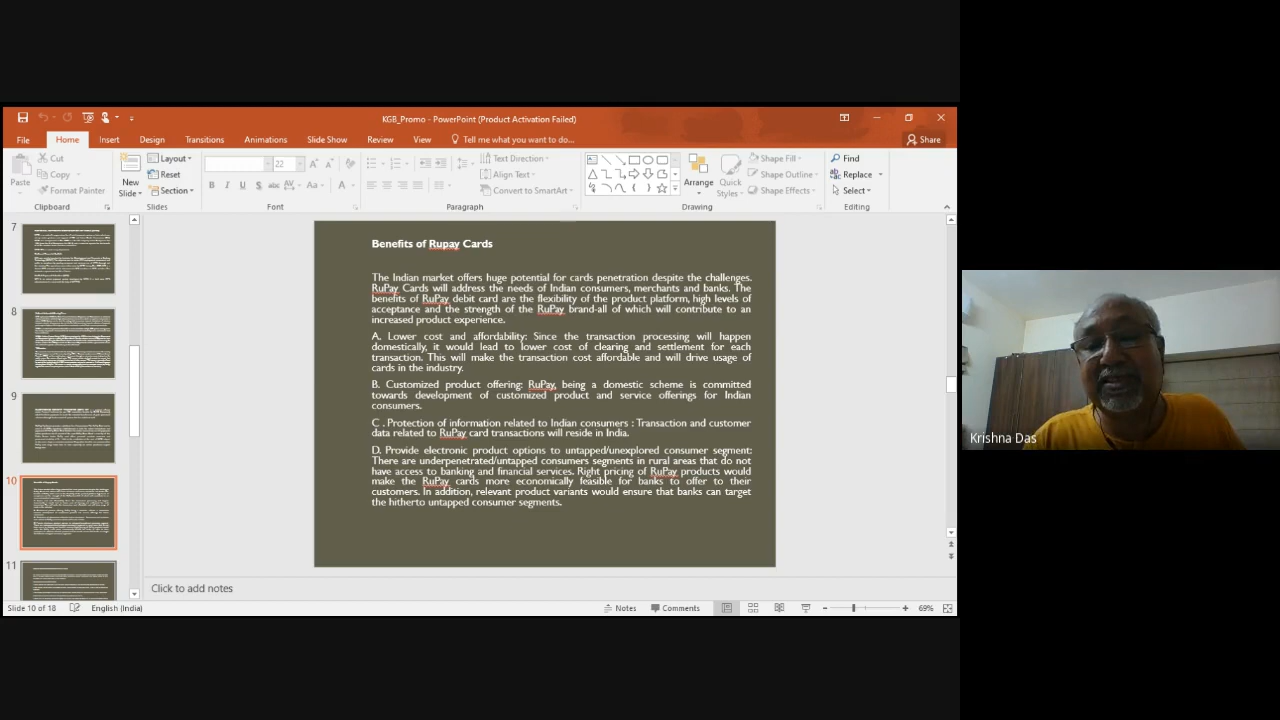 KGB_Promo - PowerPoint (Product Activation Failed)
File Home Insert Design Transitions Animations Slide Show Review View Tell me what you want to do... Share
Paste
Cut
Copy
Format Painter
Clipboard
New
Slide
Layout
Reset
Section
Slides
22
B I U S abc AV Aa A
Font
Text Direction
Align Text
Convert to SmartArt
Paragraph
Arrange
Quick
Styles
Shape Fill
Shape Outline
Shape Effects
Drawing
Find
Replace
Select
Editing
7
8
9
10
11
Benefits of Rupay Cards
The Indian market offers huge potential for cards penetration despite the challenges.
RuPay Cards will address the needs of Indian consumers, merchants and banks. The
benefits of RuPay debit card are the flexibility of the product platform, high levels of
acceptance and the strength of the RuPay brand-all of which will contribute to an
increased product experience.
A. Lower cost and affordability: Since the transaction processing will happen
domestically, it would lead to lower cost of clearing and settlement for each
transaction. This will make the transaction cost affordable and will drive usage of
cards in the industry.
B. Customized product offering: RuPay, being a domestic scheme is committed
towards development of customized product and service offerings for Indian
consumers.
C . Protection of information related to Indian consumers : Transaction and customer
data related to RuPay card transactions will reside in India.
D. Provide electronic product options to untapped/unexplored consumer segment:
There are underpenetrated/untapped consumers segments in rural areas that do not
have access to banking and financial services. Right pricing of RuPay products would
make the RuPay cards more economically feasible for banks to offer to their
customers. In addition, relevant product variants would ensure that banks can target
the hitherto untapped consumer segments.
Click to add notes
Slide 10 of 18 English (India) Notes Comments 69%
Krishna Das